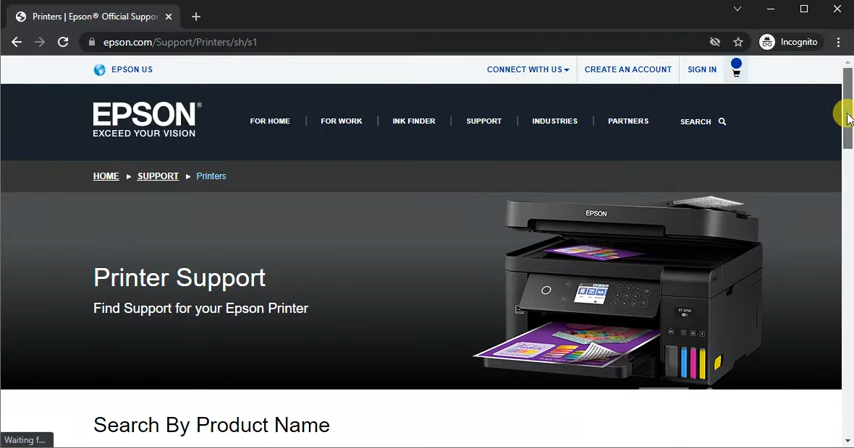 Printers | Epson® Official Suppor
epson.com/Support/Printers/sh/s1
Incognito
EPSON US
CONNECT WITH US
CREATE AN ACCOUNT
SIGN IN
EPSON®
EXCEED YOUR VISION
FOR HOME
FOR WORK
INK FINDER
SUPPORT
INDUSTRIES
PARTNERS
SEARCH
HOME
SUPPORT
Printers
EPSON
Printer Support
Find Support for your Epson Printer
Search By Product Name
Waiting f...